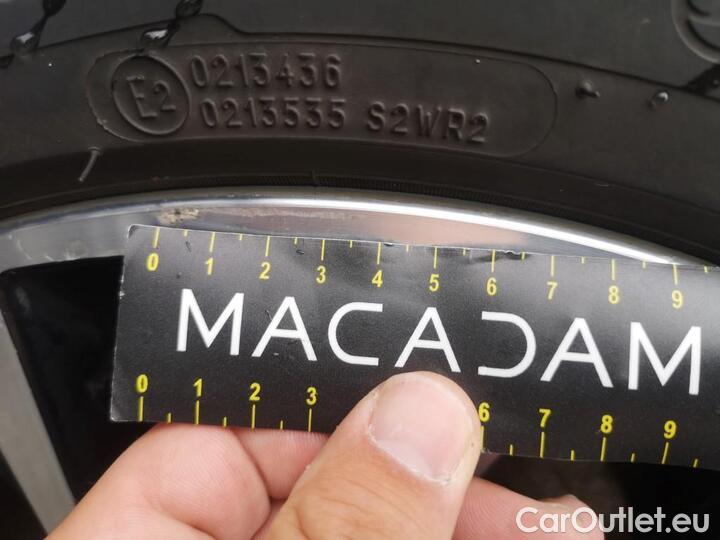 E2
0213436
0213535 S2WR2
0 1 2 3 4 5 6 7 8 9
MACADAM
0 1 2 3 6 7 8 9
CarOutlet.eu